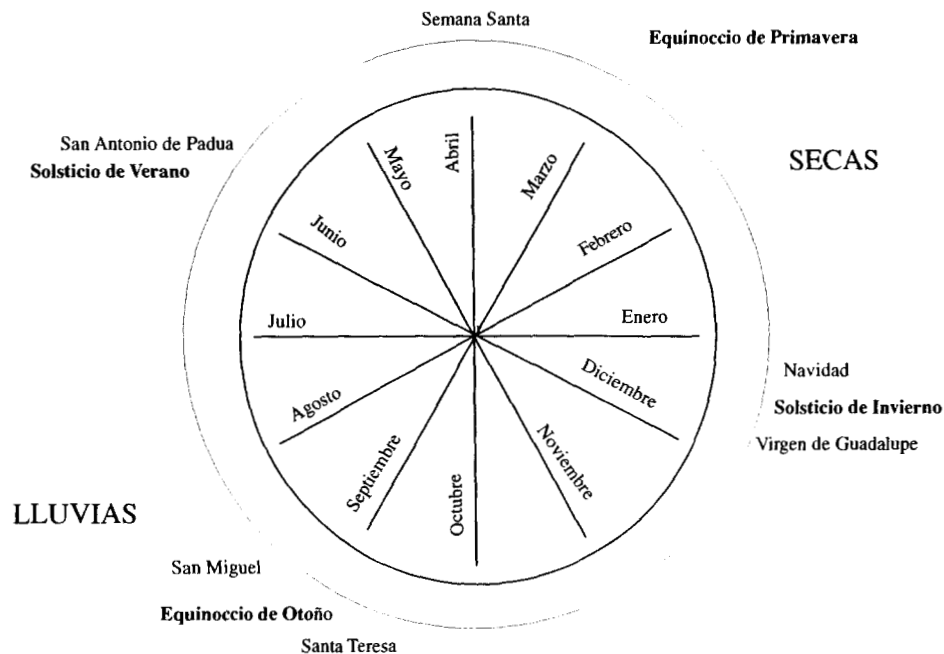 Semana Santa
Equinoccio de Primavera
San Antonio de Padua
Solsticio de Verano
SECAS
Mayo
Abril
Marzo
Junio
Febrero
Julio
Enero
Agosto
Diciembre
Septiembre
Octubre
Noviembre
Navidad
Solsticio de Invierno
Virgen de Guadalupe
LLUVIAS
San Miguel
Equinoccio de Otoño
Santa Teresa